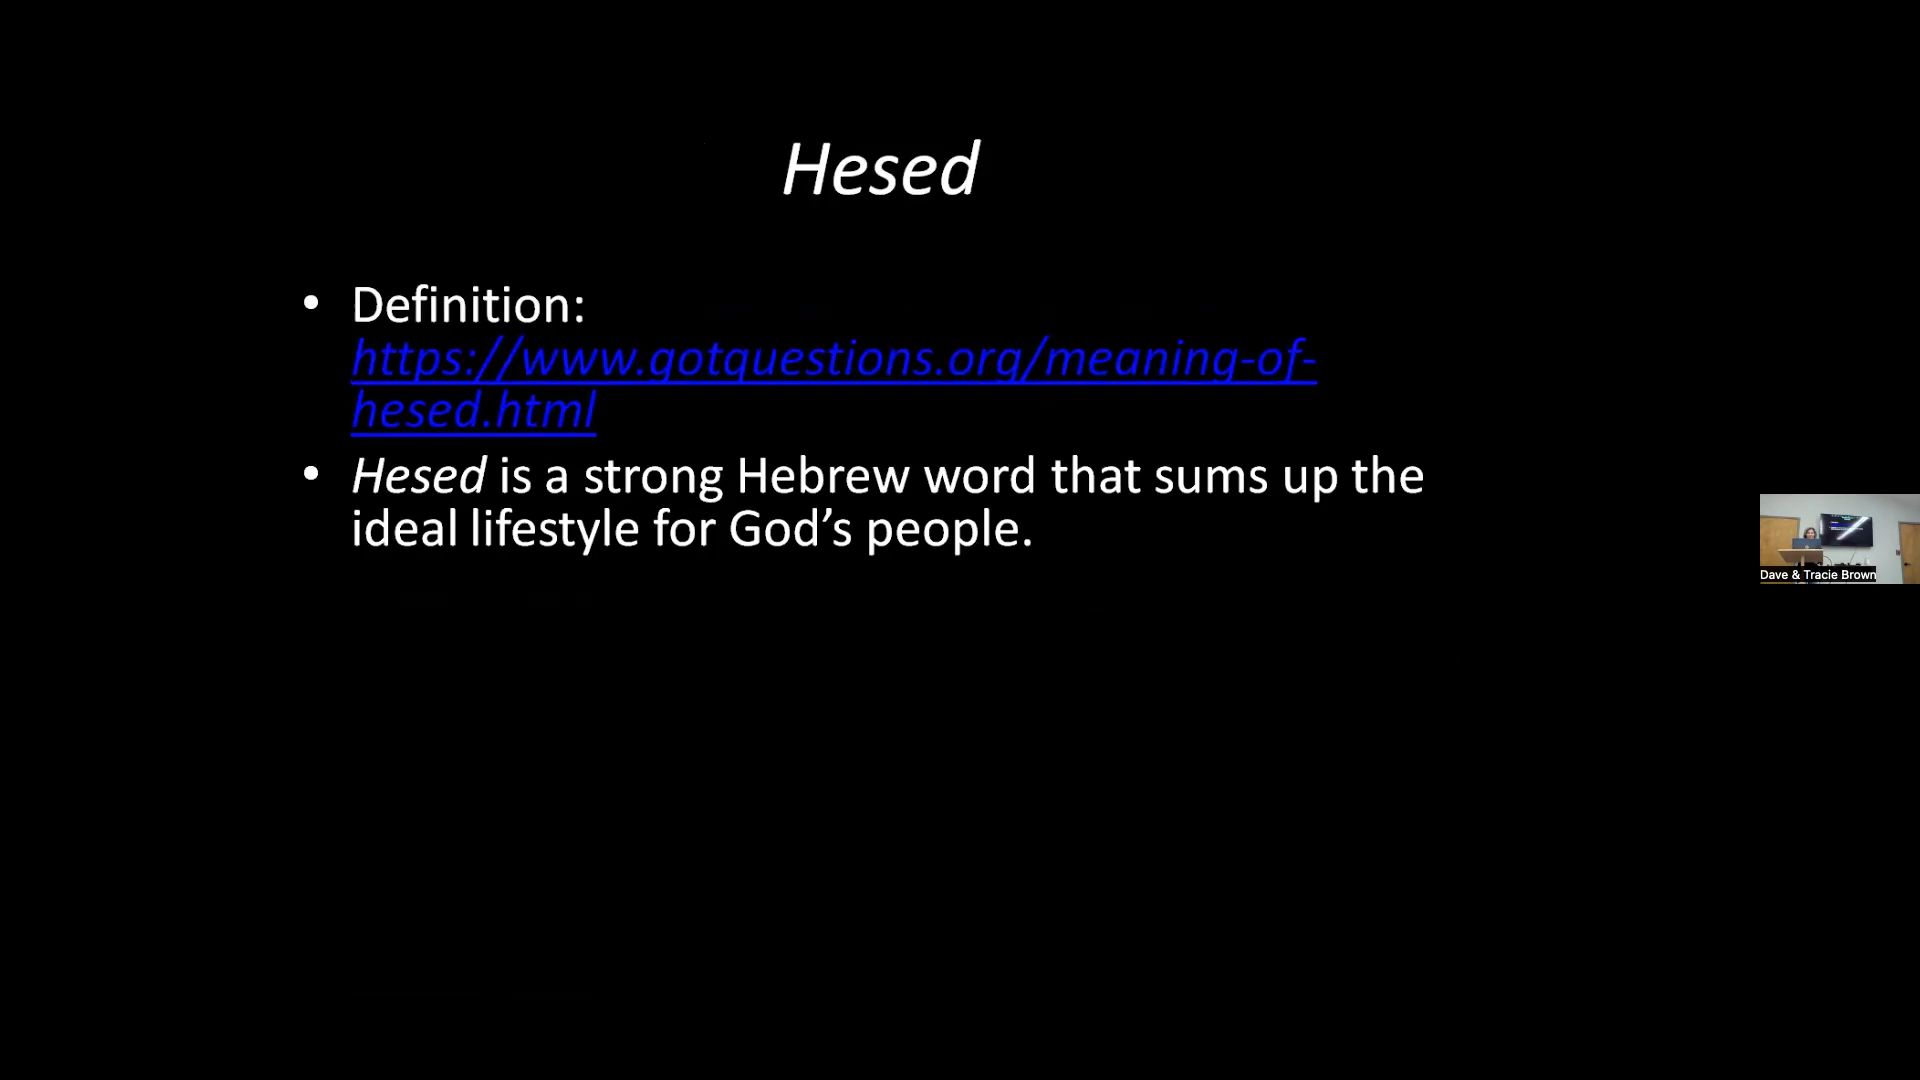 Hesed
• Definition:
https://www.gotquestions.org/meaning-of-
hesed.html
• Hesed is a strong Hebrew word that sums up the
ideal lifestyle for God’s people.
Dave & Tracie Brown